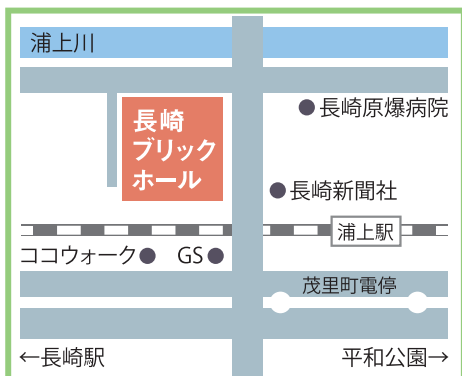 浦上川
長崎原爆病院
長崎
ブリック
ホール
長崎新聞社
浦上駅
ココウォーク
GS
茂里町電停
←長崎駅
平和公園→